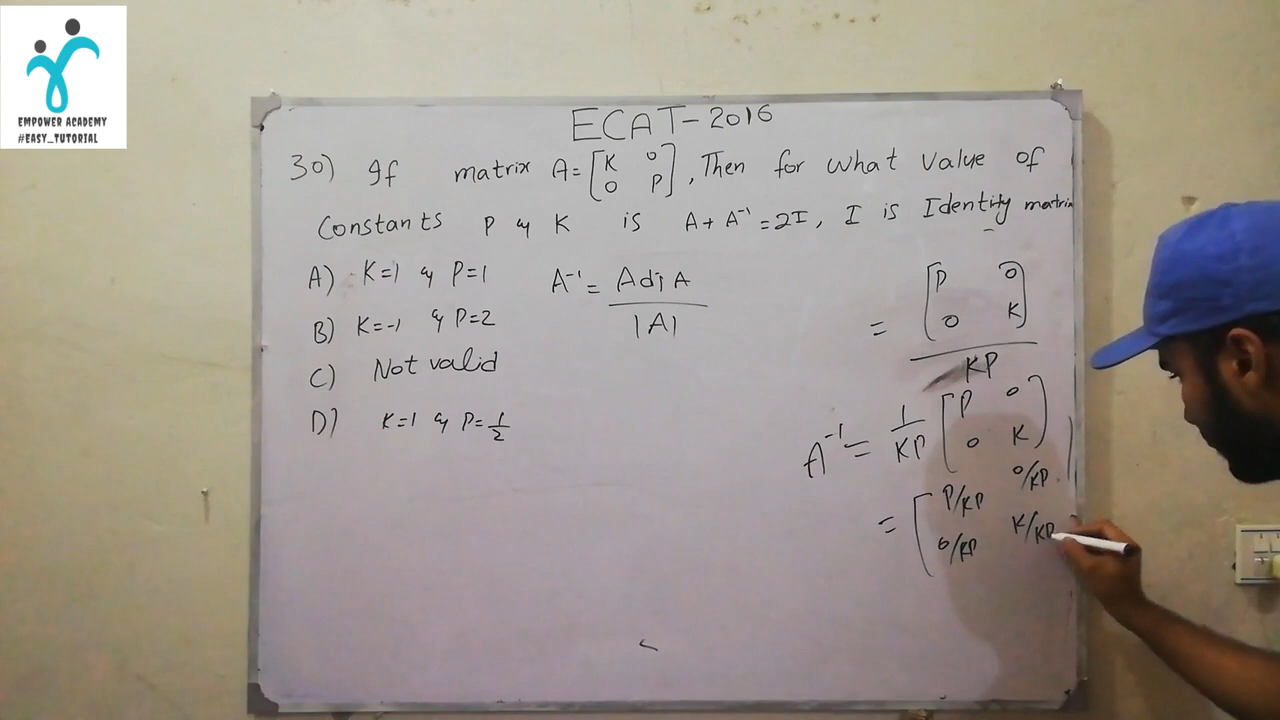 EMPOWER ACADEMY
#EASY_TUTORIAL
ECAT-2016
30) If matrix A = [K 0
0 P], Then for what value of
Constants P & K is A + A⁻¹ = 2I, I is Identity matrix
A) K=1 & P=1
B) K=-1 & P=2
C) Not valid
D) K=1 & P=1/2
A⁻¹ = Adj A
|A|
= [P 0
0 K]
KP
A⁻¹ = 1/KP [P 0
0 K]
= [P/KP 0/KP
0/KP K/KP